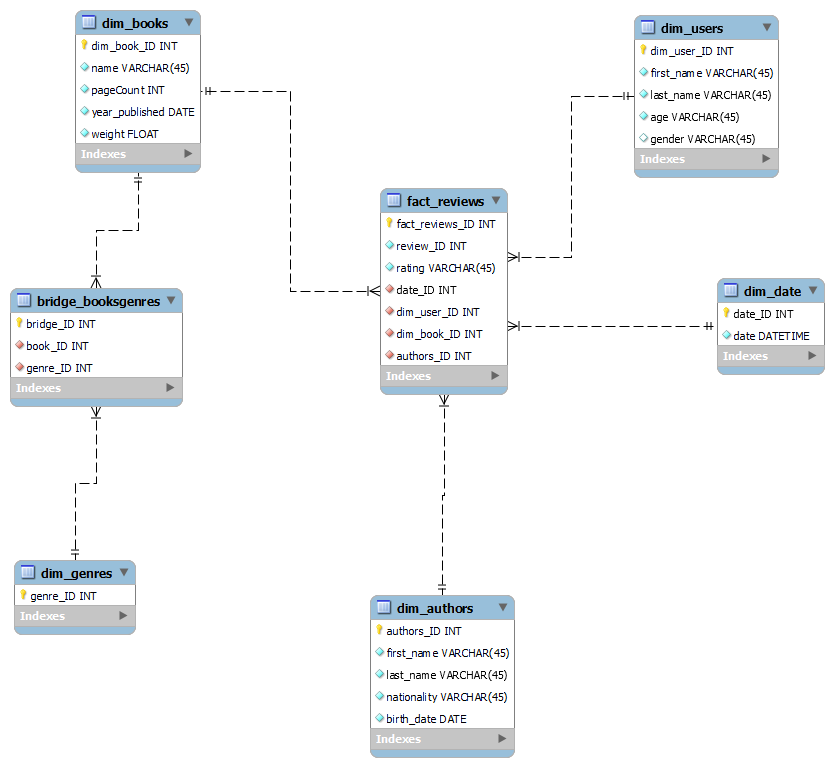 dim_books
dim_book_ID INT
name VARCHAR(45)
pageCount INT
year_published DATE
weight FLOAT
Indexes
dim_users
dim_user_ID INT
first_name VARCHAR(45)
last_name VARCHAR(45)
age VARCHAR(45)
gender VARCHAR(45)
Indexes
fact_reviews
fact_reviews_ID INT
review_ID INT
rating VARCHAR(45)
date_ID INT
dim_user_ID INT
dim_book_ID INT
authors_ID INT
Indexes
bridge_booksgenres
bridge_ID INT
book_ID INT
genre_ID INT
Indexes
dim_date
date_ID INT
date DATETIME
Indexes
dim_genres
genre_ID INT
Indexes
dim_authors
authors_ID INT
first_name VARCHAR(45)
last_name VARCHAR(45)
nationality VARCHAR(45)
birth_date DATE
Indexes